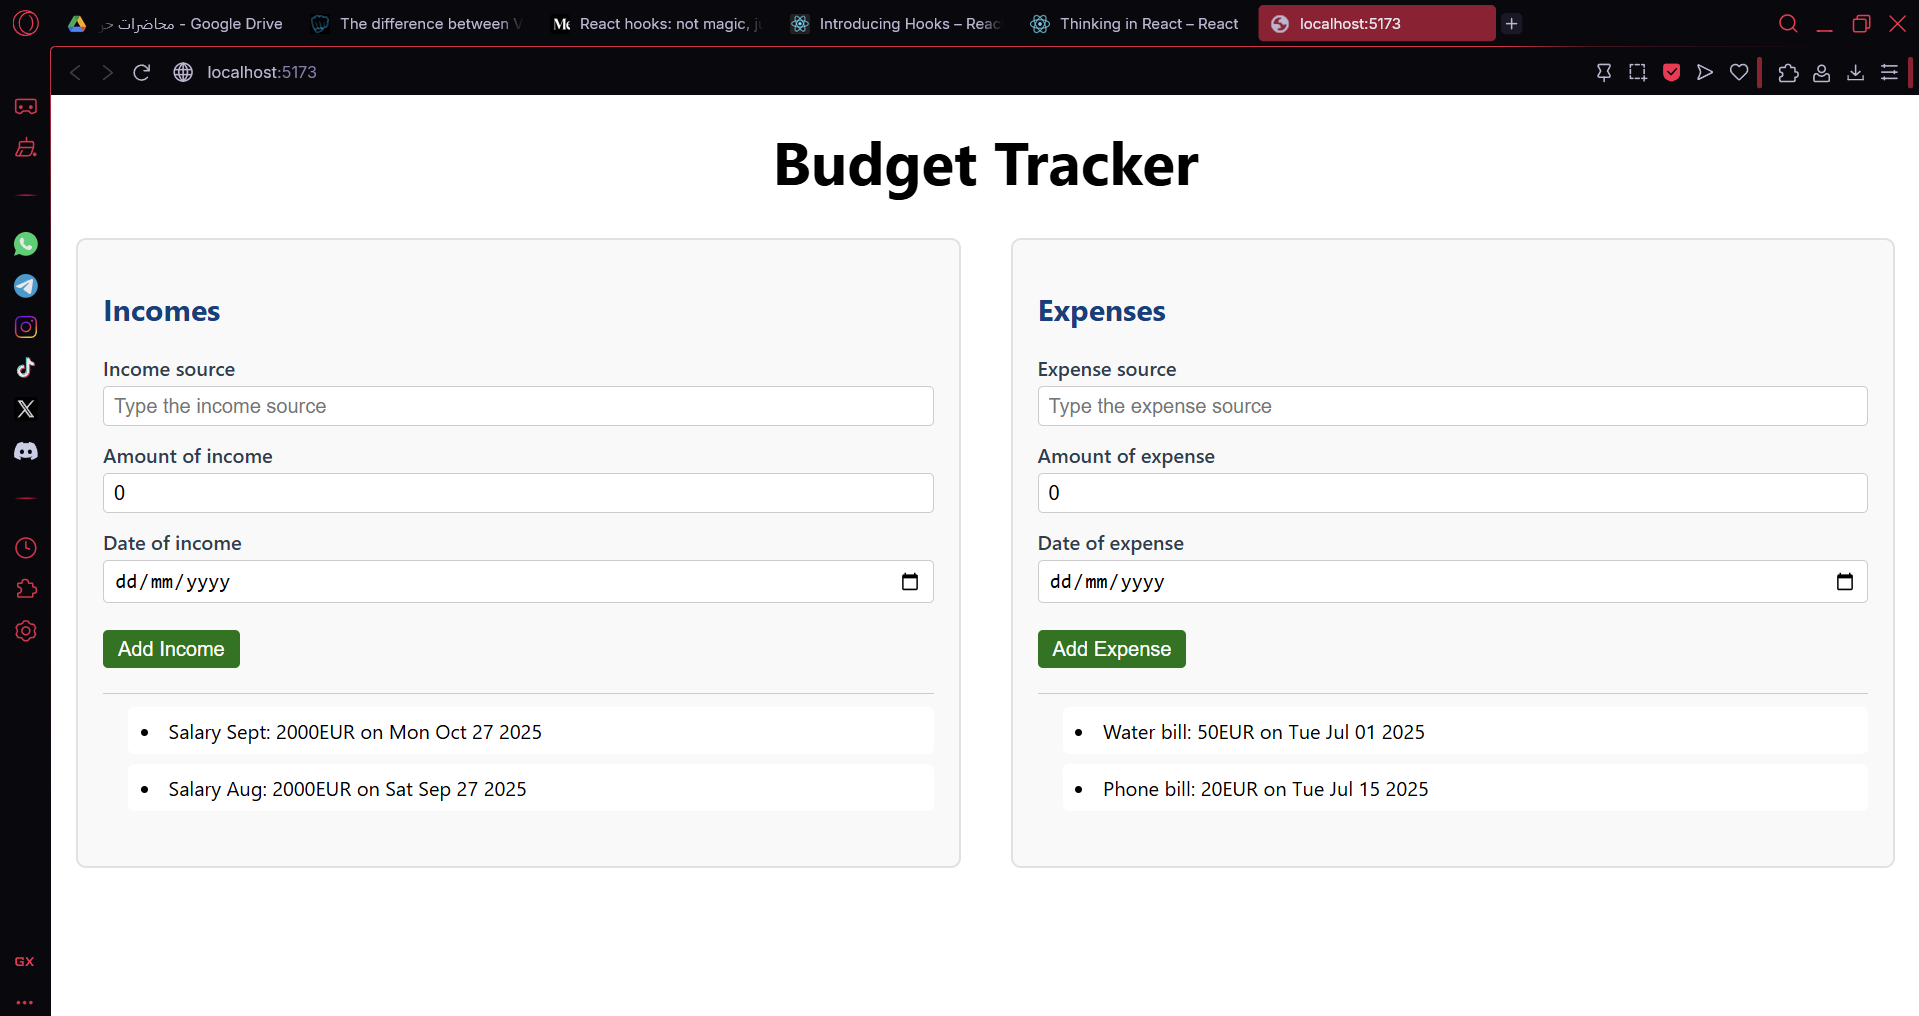 محاضرات - Google Drive
The difference between
React hooks: not magic,
Introducing Hooks – Reac
Thinking in React – React
localhost:5173
localhost:5173
Budget Tracker
Incomes
Income source
Type the income source
Amount of income
0
Date of income
dd/mm/yyyy
Add Income
Salary Sept: 2000EUR on Mon Oct 27 2025
Salary Aug: 2000EUR on Sat Sep 27 2025
Expenses
Expense source
Type the expense source
Amount of expense
0
Date of expense
dd/mm/yyyy
Add Expense
Water bill: 50EUR on Tue Jul 01 2025
Phone bill: 20EUR on Tue Jul 15 2025
GX